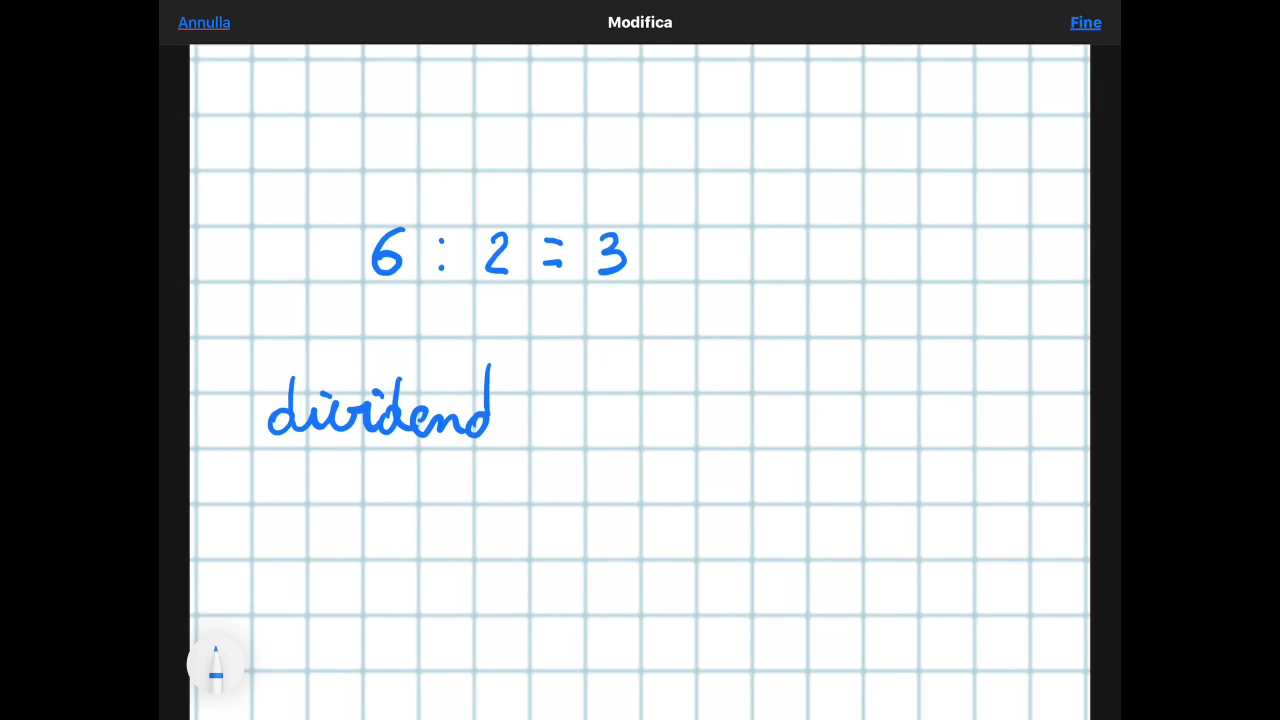 Annulla Modifica Fine
6 : 2 = 3
dividend